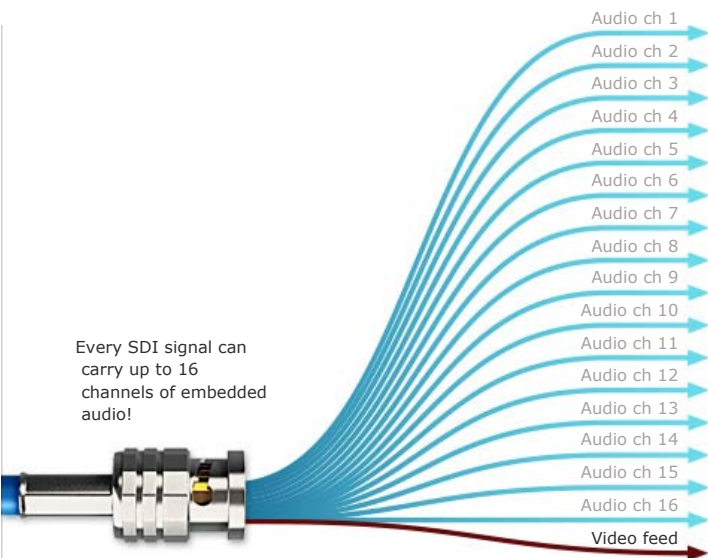 Audio ch 1
Audio ch 2
Audio ch 3
Audio ch 4
Audio ch 5
Audio ch 6
Audio ch 7
Audio ch 8
Audio ch 9
Audio ch 10
Audio ch 11
Audio ch 12
Audio ch 13
Audio ch 14
Audio ch 15
Audio ch 16
Video feed
Every SDI signal can
carry up to 16
channels of embedded
audio!